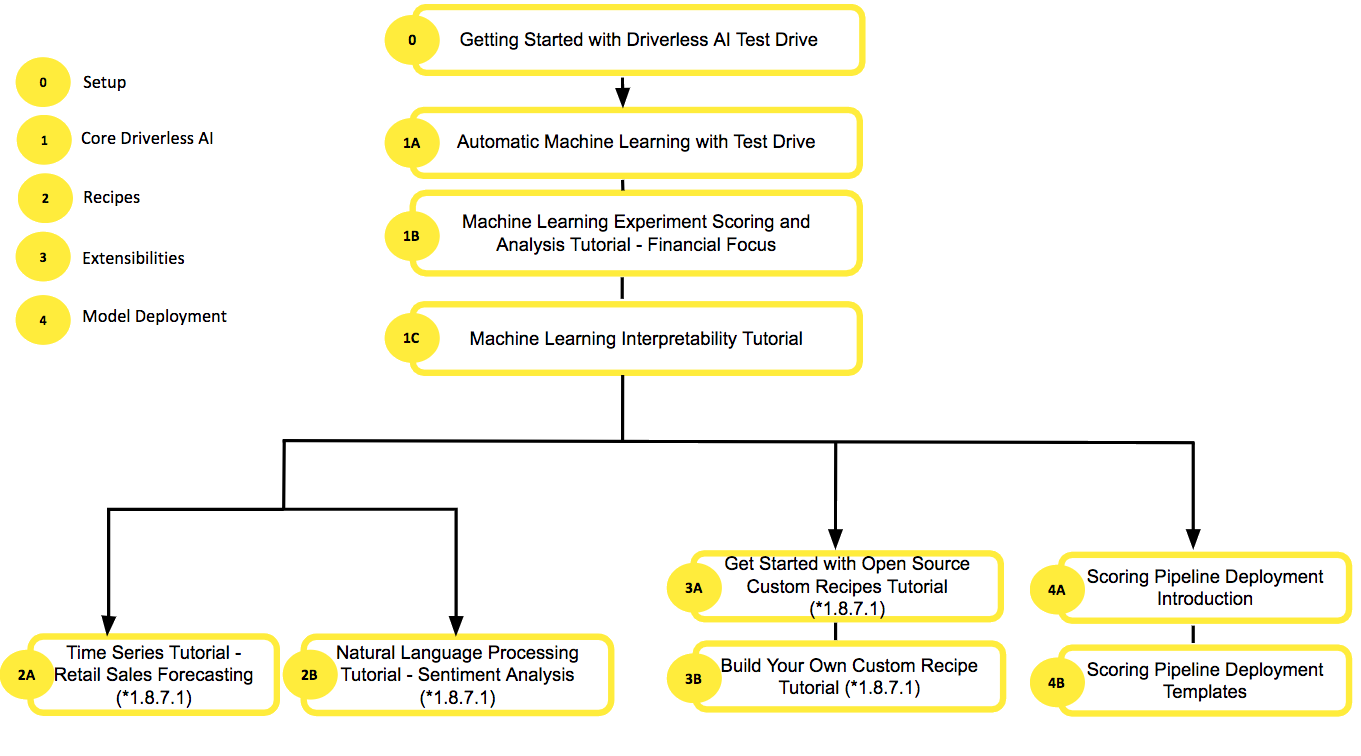 0
Getting Started with Driverless AI Test Drive
0
Setup
1
Core Driverless AI
2
Recipes
3
Extensibilities
4
Model Deployment
1A
Automatic Machine Learning with Test Drive
1B
Machine Learning Experiment Scoring and
Analysis Tutorial - Financial Focus
1C
Machine Learning Interpretability Tutorial
2A
Time Series Tutorial -
Retail Sales Forecasting
(*1.8.7.1)
2B
Natural Language Processing
Tutorial - Sentiment Analysis
(*1.8.7.1)
3A
Get Started with Open Source
Custom Recipes Tutorial
(*1.8.7.1)
3B
Build Your Own Custom Recipe
Tutorial (*1.8.7.1)
4A
Scoring Pipeline Deployment
Introduction
4B
Scoring Pipeline Deployment
Templates